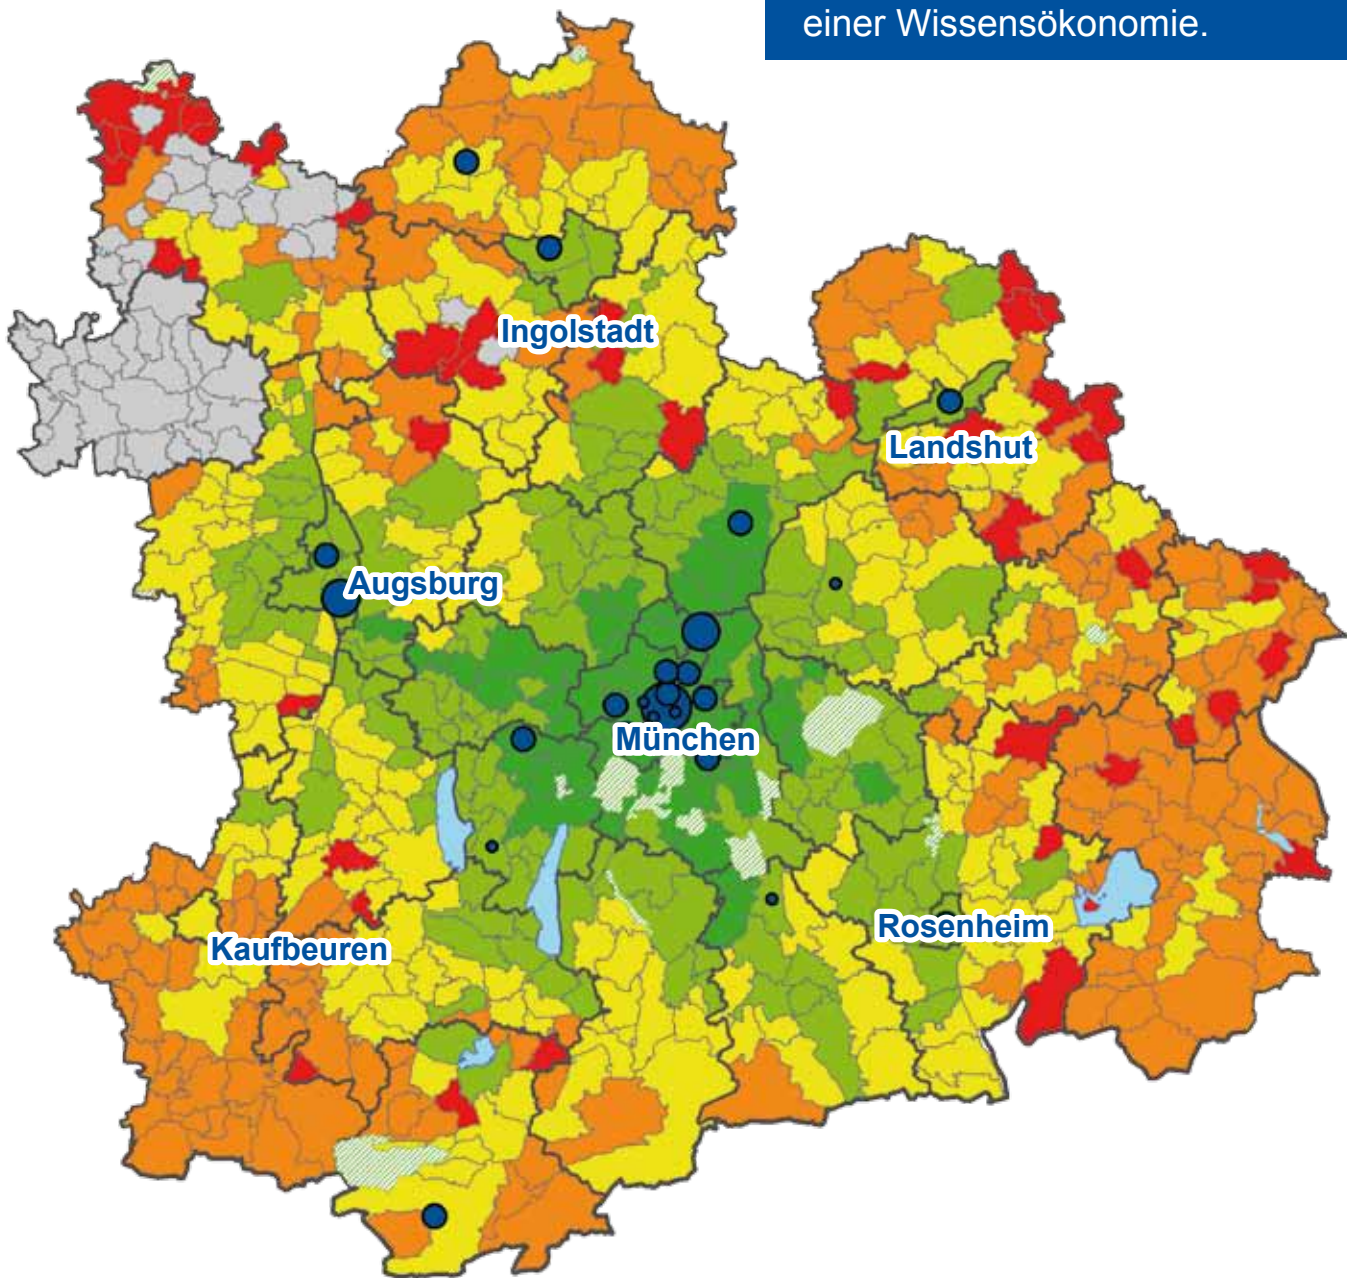 einer Wissensökonomie.
Ingolstadt
Landshut
Augsburg
München
Rosenheim
Kaufbeuren